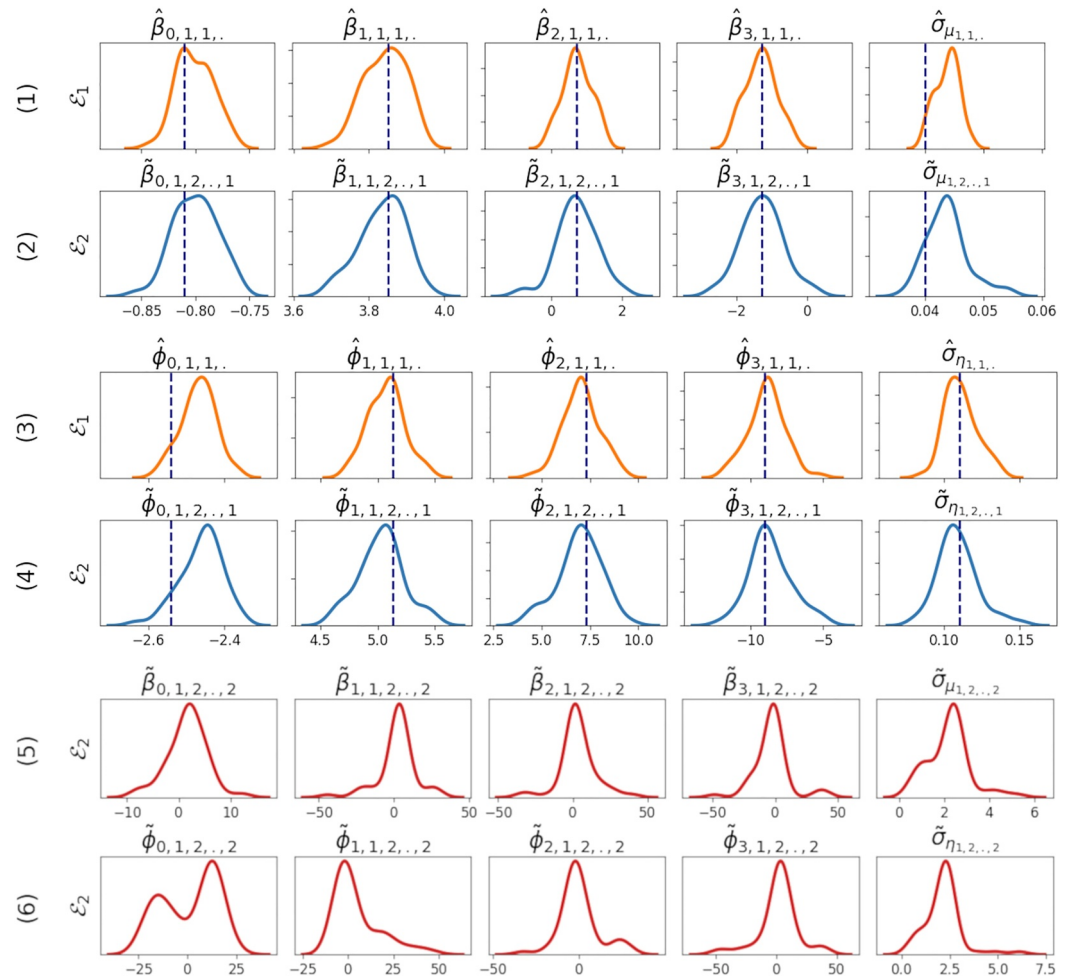 β̂₀,₁,₁,. β̂₁,₁,₁,. β̂₂,₁,₁,. β̂₃,₁,₁,. σ̂_μ₁,₁,.
(1) ℰ₁
β̃₀,₁,₂,.,₁ β̃₁,₁,₂,.,₁ β̃₂,₁,₂,.,₁ β̃₃,₁,₂,.,₁ σ̃_μ₁,₂,.,₁
(2) ℰ₂
−0.85 −0.80 −0.75 3.6 3.8 4.0 0 2 −2 0 0.04 0.05 0.06
ϕ̂₀,₁,₁,. ϕ̂₁,₁,₁,. ϕ̂₂,₁,₁,. ϕ̂₃,₁,₁,. σ̂_η₁,₁,.
(3) ℰ₁
ϕ̃₀,₁,₂,.,₁ ϕ̃₁,₁,₂,.,₁ ϕ̃₂,₁,₂,.,₁ ϕ̃₃,₁,₂,.,₁ σ̃_η₁,₂,.,₁
(4) ℰ₂
−2.6 −2.4 4.5 5.0 5.5 2.5 5.0 7.5 10.0 −10 −5 0.10 0.15
β̃₀,₁,₂,.,₂ β̃₁,₁,₂,.,₂ β̃₂,₁,₂,.,₂ β̃₃,₁,₂,.,₂ σ̃_μ₁,₂,.,₂
(5) ℰ₂
−10 0 10 −50 0 50 −50 0 50 −50 0 50 0 2 4 6
ϕ̃₀,₁,₂,.,₂ ϕ̃₁,₁,₂,.,₂ ϕ̃₂,₁,₂,.,₂ ϕ̃₃,₁,₂,.,₂ σ̃_η₁,₂,.,₂
(6) ℰ₂
−25 0 25 −25 0 25 50 −50 0 −50 0 50 0.0 2.5 5.0 7.5